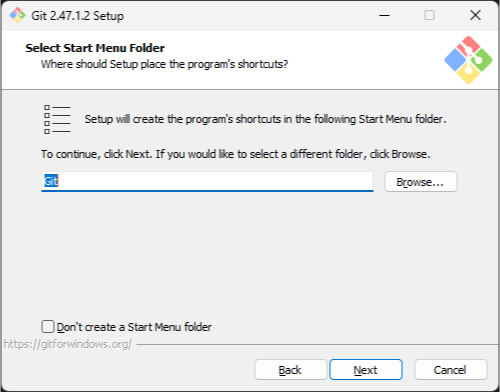 Git 2.47.1.2 Setup
Select Start Menu Folder
Where should Setup place the program's shortcuts?
Setup will create the program's shortcuts in the following Start Menu folder.
To continue, click Next. If you would like to select a different folder, click Browse.
Git
Browse...
Don't create a Start Menu folder
https://gitforwindows.org/
Back Next Cancel